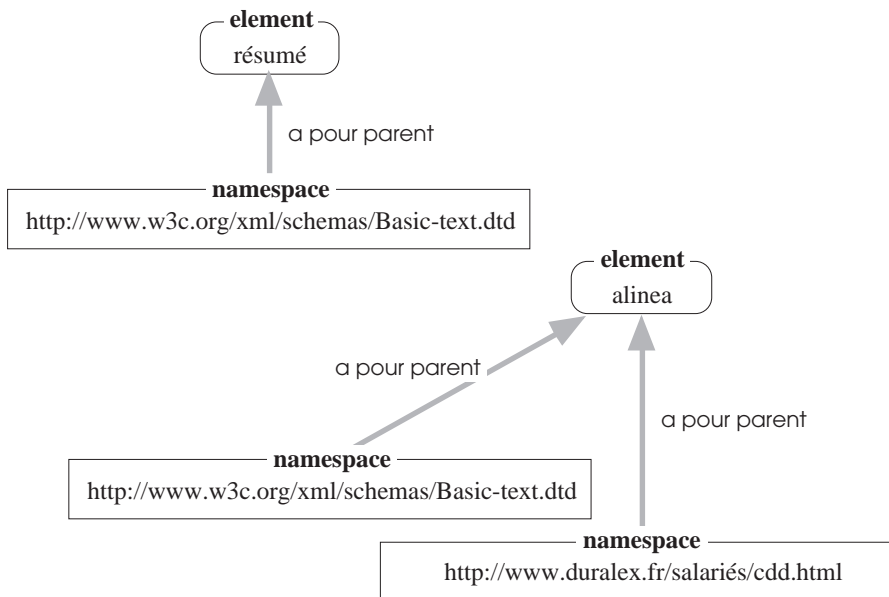 element
résumé
a pour parent
namespace
http://www.w3c.org/xml/schemas/Basic-text.dtd
element
alinea
a pour parent
a pour parent
namespace
http://www.w3c.org/xml/schemas/Basic-text.dtd
namespace
http://www.duralex.fr/salariés/cdd.html